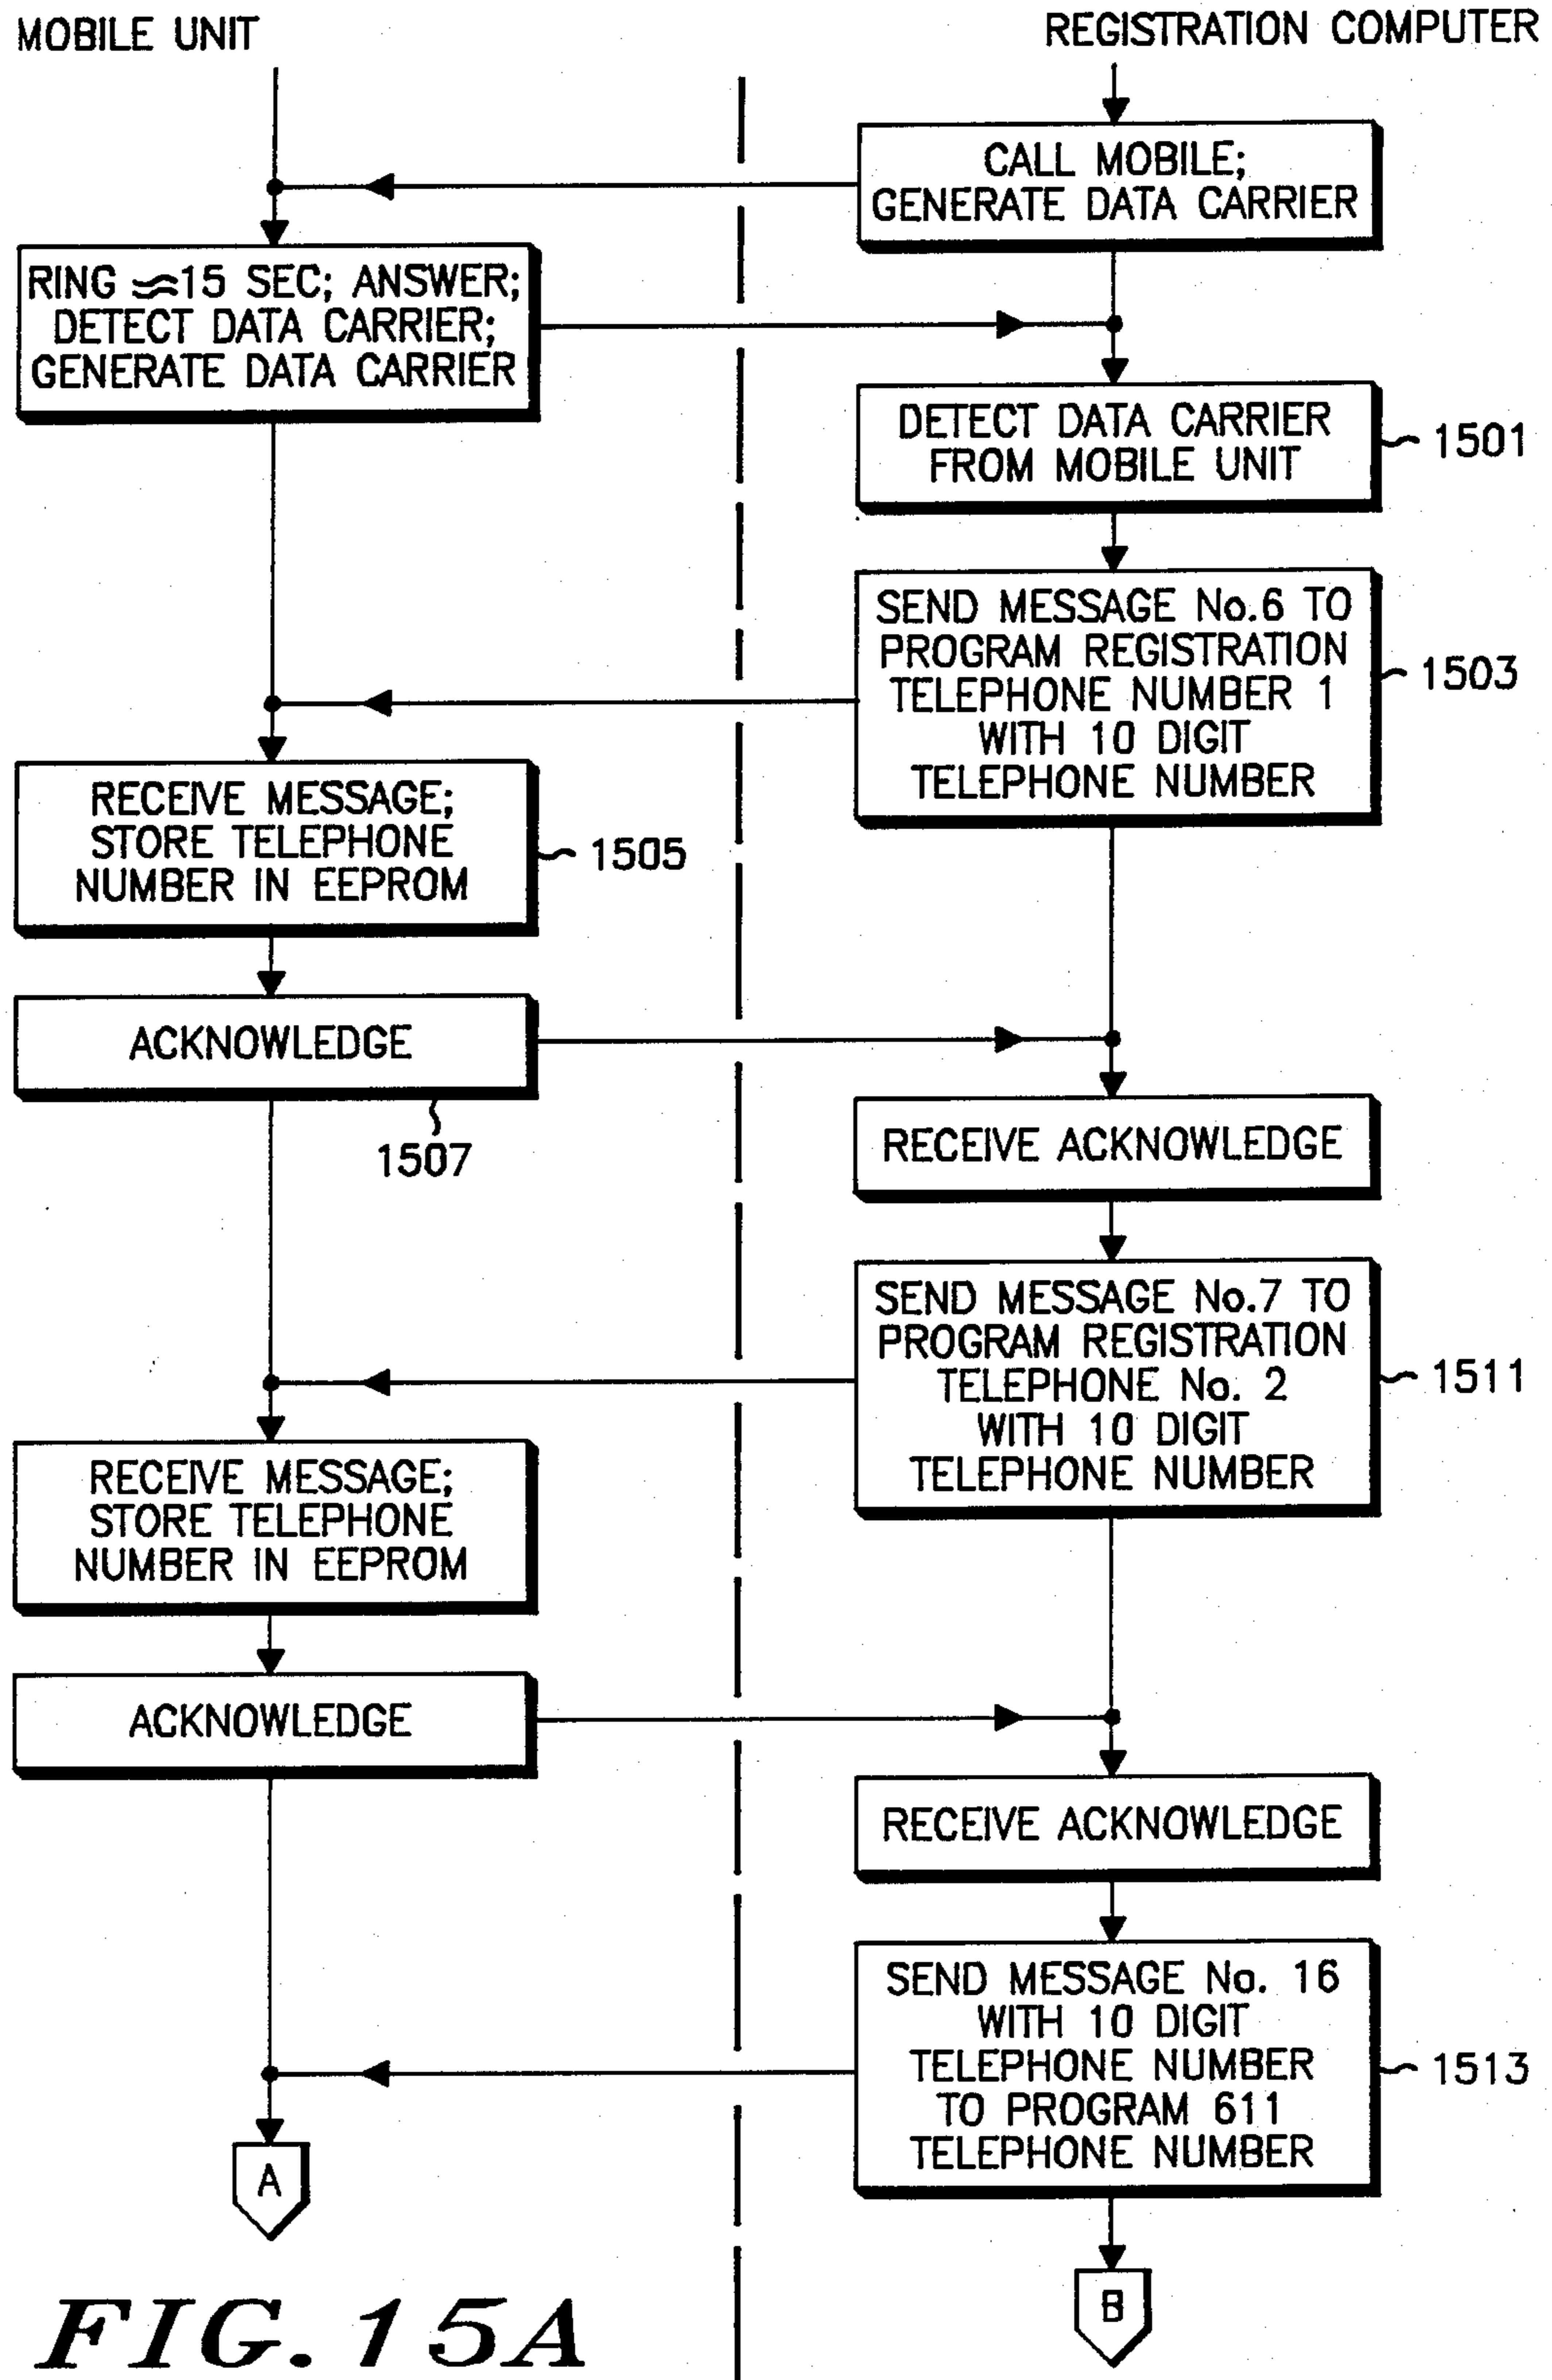 MOBILE UNIT
REGISTRATION COMPUTER
CALL MOBILE;
GENERATE DATA CARRIER
RING ≈15 SEC; ANSWER;
DETECT DATA CARRIER;
GENERATE DATA CARRIER
DETECT DATA CARRIER
FROM MOBILE UNIT
1501
SEND MESSAGE No.6 TO
PROGRAM REGISTRATION
TELEPHONE NUMBER 1
WITH 10 DIGIT
TELEPHONE NUMBER
1503
RECEIVE MESSAGE;
STORE TELEPHONE
NUMBER IN EEPROM
1505
ACKNOWLEDGE
1507
RECEIVE ACKNOWLEDGE
SEND MESSAGE No.7 TO
PROGRAM REGISTRATION
TELEPHONE No. 2
WITH 10 DIGIT
TELEPHONE NUMBER
1511
RECEIVE MESSAGE;
STORE TELEPHONE
NUMBER IN EEPROM
ACKNOWLEDGE
RECEIVE ACKNOWLEDGE
SEND MESSAGE No. 16
WITH 10 DIGIT
TELEPHONE NUMBER
TO PROGRAM 611
TELEPHONE NUMBER
1513
A
B
FIG. 15A